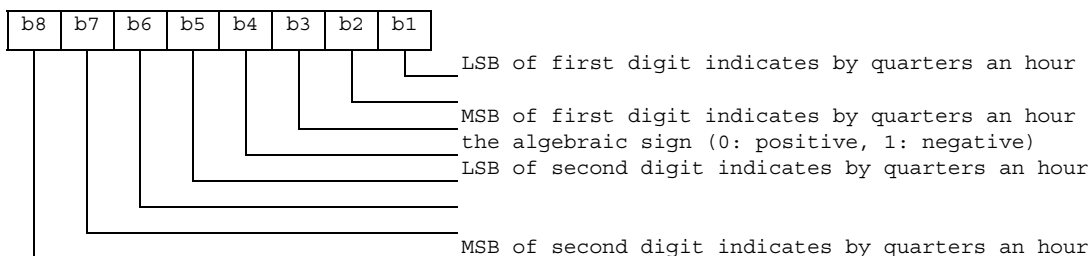 b8 b7 b6 b5 b4 b3 b2 b1
LSB of first digit indicates by quarters an hour
MSB of first digit indicates by quarters an hour
the algebraic sign (0: positive, 1: negative)
LSB of second digit indicates by quarters an hour
MSB of second digit indicates by quarters an hour